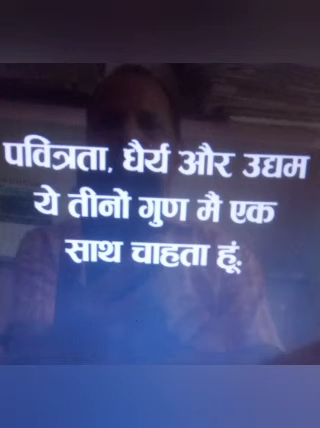 पवित्रता, धैर्य और उद्यम
ये तीनों गुण मैं एक
साथ चाहता हूं.